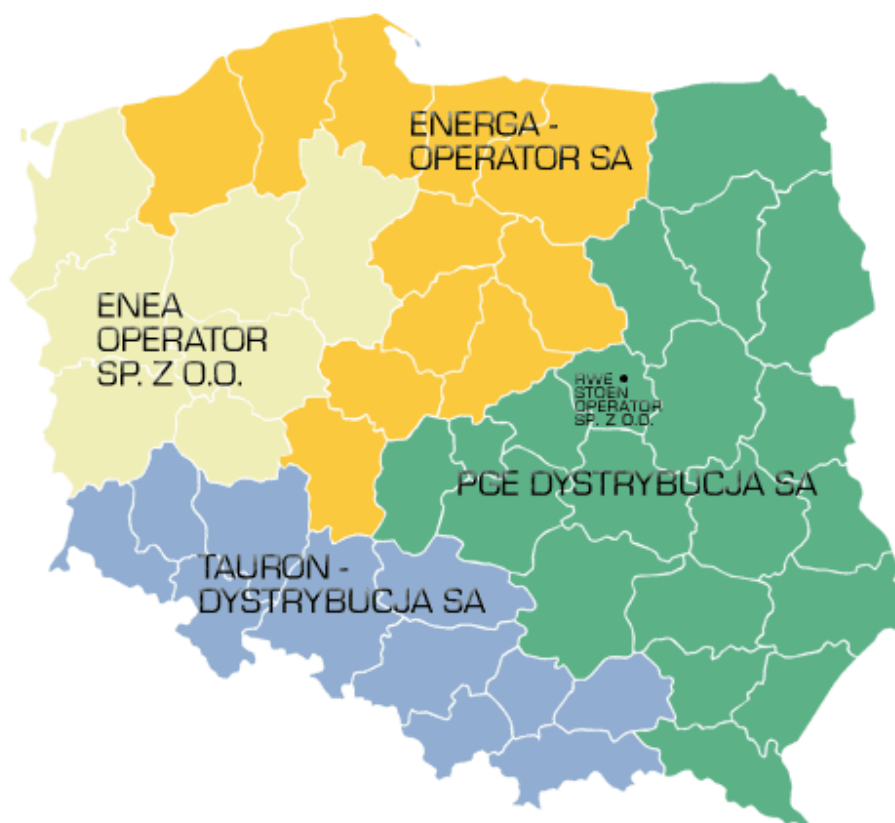 ENERGA -
OPERATOR SA
ENEA
OPERATOR
SP. Z O.O.
RWE
STOEN
OPERATOR
SP. Z O.O.
PGE DYSTRYBUCJA SA
TAURON -
DYSTRYBUCJA SA